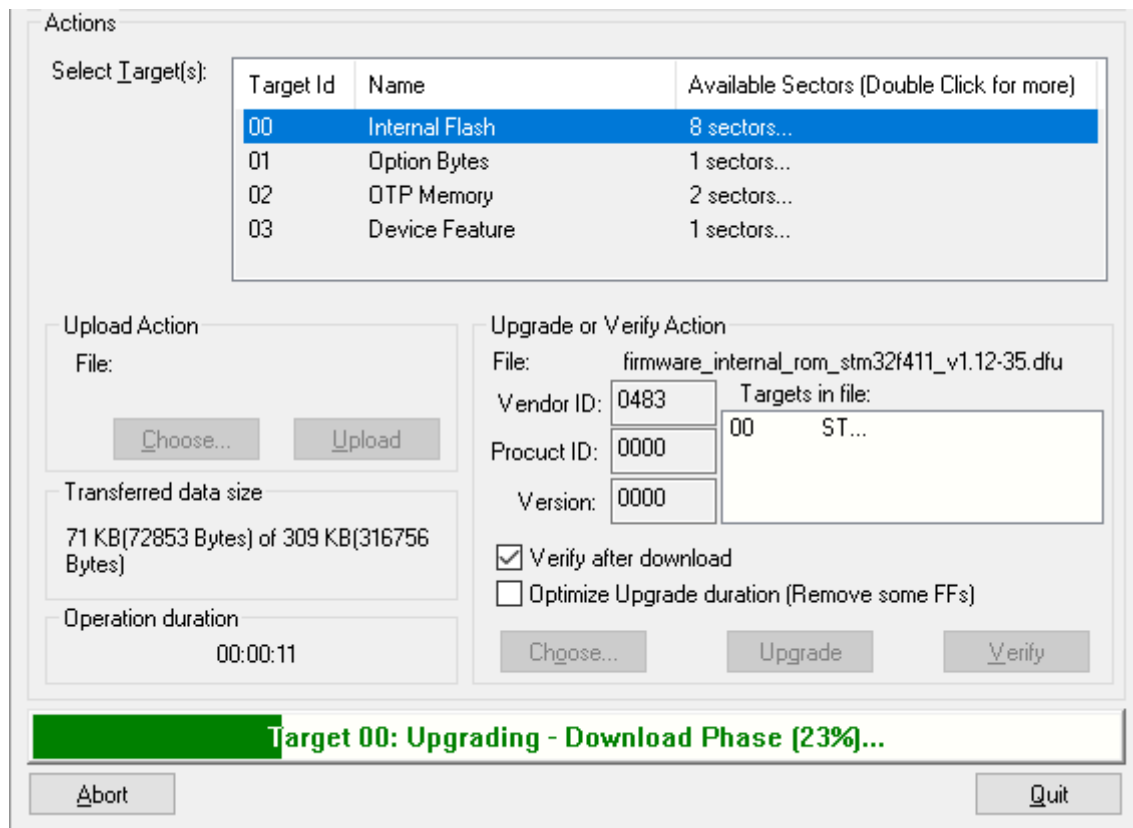 Actions
Select Target(s):
Target Id Name Available Sectors (Double Click for more)
00 Internal Flash 8 sectors...
01 Option Bytes 1 sectors...
02 OTP Memory 2 sectors...
03 Device Feature 1 sectors...
Upload Action
File:
Choose... Upload
Transferred data size
71 KB(72853 Bytes) of 309 KB(316756
Bytes)
Operation duration
00:00:11
Upgrade or Verify Action
File: firmware_internal_rom_stm32f411_v1.12-35.dfu
Vendor ID: 0483
Procuct ID: 0000
Version: 0000
Targets in file:
00 ST...
Verify after download
Optimize Upgrade duration (Remove some FFs)
Choose... Upgrade Verify
Target 00: Upgrading - Download Phase (23%)...
Abort Quit